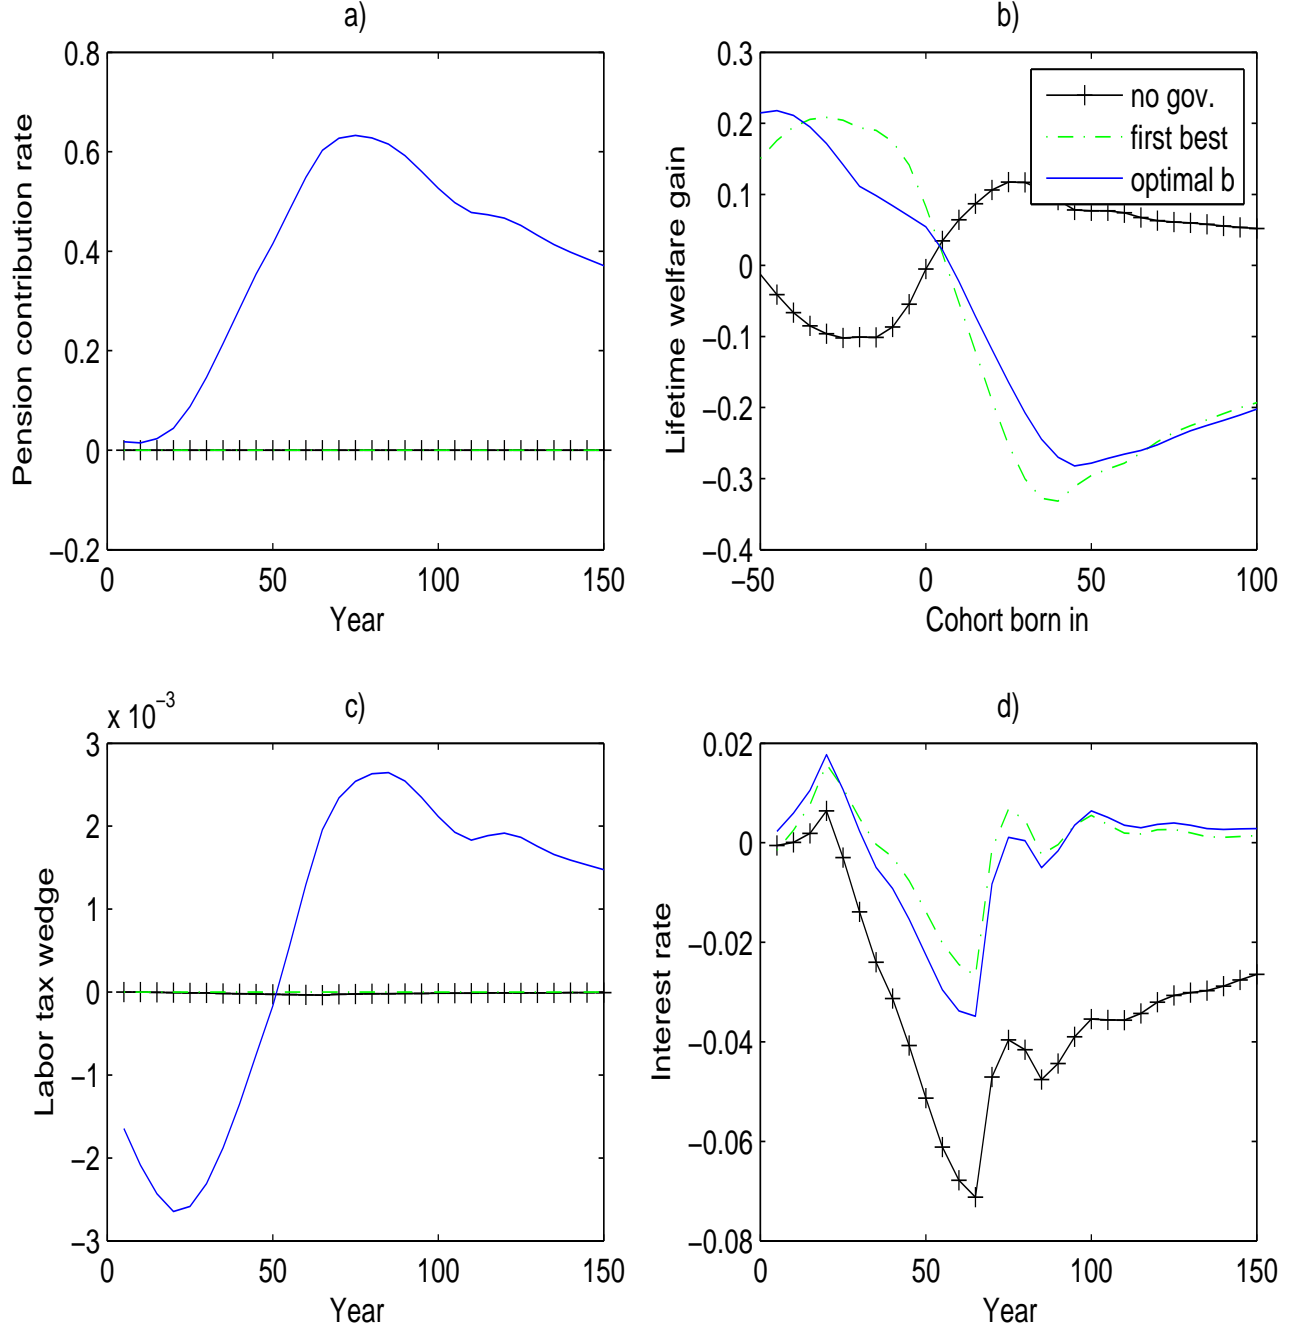 a)
0.8
0.6
0.4
0.2
0
−0.2
Pension contribution rate
0
50
100
150
Year
b)
0.3
0.2
0.1
0
−0.1
−0.2
−0.3
−0.4
Lifetime welfare gain
no gov.
first best
optimal b
−50
0
50
100
Cohort born in
c)
x 10−3
3
2
1
0
−1
−2
−3
Labor tax wedge
0
50
100
150
Year
d)
0.02
0
−0.02
−0.04
−0.06
−0.08
Interest rate
0
50
100
150
Year